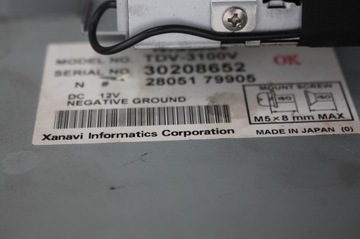 MODEL NO. TDV-3100V
OK
SERIAL NO. 30208652
N # 28051 79905
DC 12V
NEGATIVE GROUND
MOUNT SCREW
M5×8 mm MAX
Xanavi Informatics Corporation
MADE IN JAPAN (0)